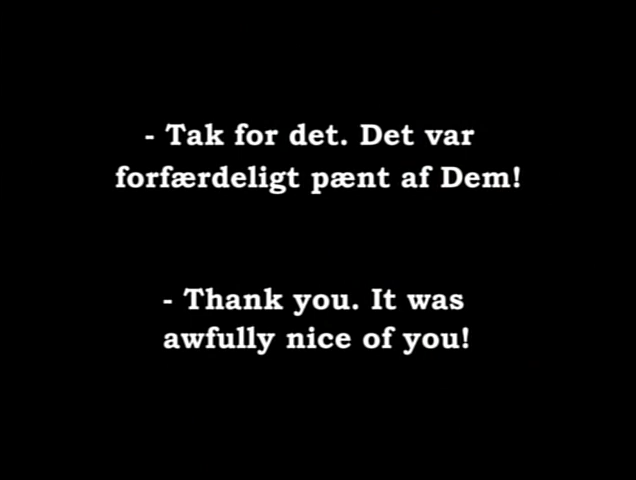 - Tak for det. Det var
forfærdeligt pænt af Dem!
- Thank you. It was
awfully nice of you!